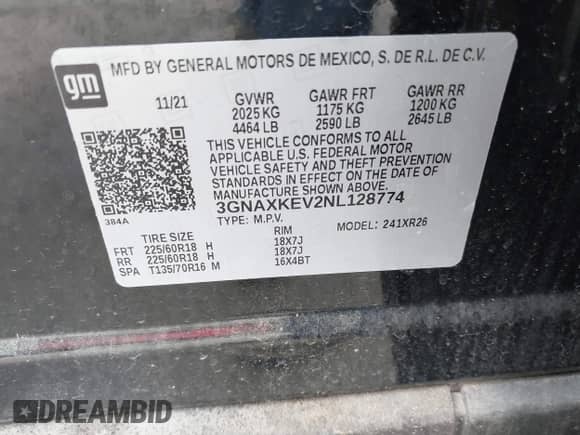 gm
MFD BY GENERAL MOTORS DE MEXICO, S. DE R.L. DE C.V.
11/21 GVWR GAWR FRT GAWR RR
2025 KG 1175 KG 1200 KG
4464 LB 2590 LB 2645 LB
THIS VEHICLE CONFORMS TO ALL
APPLICABLE U.S. FEDERAL MOTOR
VEHICLE SAFETY AND THEFT PREVENTION
STANDARDS IN EFFECT ON THE DATE OF
MANUFACTURE SHOWN ABOVE.
384A
3GNAXKEV2NL128774
TYPE: M.P.V. MODEL: 241XR26
TIRE SIZE RIM
FRT 225/60R18 H 18X7J
RR 225/60R18 H 18X7J
SPA T135/70R16 M 16X4BT
DREAMBID